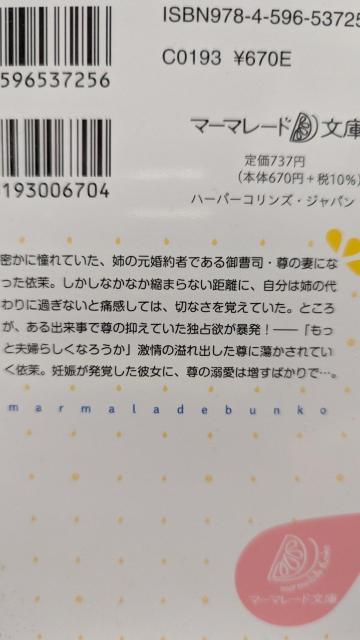 ISBN978-4-596-53725
C0193 ¥670E
596537256
マーマレード文庫
定価737円
(本体670円+税10%)
193006704
ハーパーコリンズ・ジャパン
密かに憧れていた、姉の元婚約者である御曹司・尊の妻にな
った依茉。しかしなかなか縮まらない距離に、自分は姉の代
わりに過ぎないと痛感しては、切なさを覚えていた。ところ
が、ある出来事で尊の抑えていた独占欲が暴発!――「もっ
と夫婦らしくなろうか」激情の溢れ出した尊に蕩かされてい
く依茉。妊娠が発覚した彼女に、尊の溺愛は増すばかりで…。
marmaladebunko
マーマレード文庫